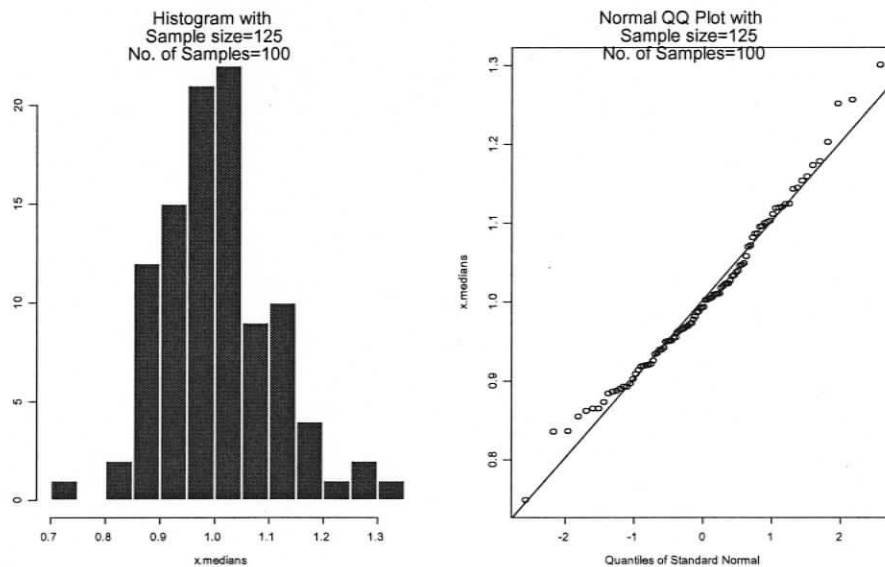 Histogram with
Sample size=125
No. of Samples=100
20
15
10
5
0
0.7 0.8 0.9 1.0 1.1 1.2 1.3
x.medians
Normal QQ Plot with
Sample size=125
No. of Samples=100
1.3
1.2
1.1
1.0
0.9
0.8
x.medians
-2 -1 0 1 2
Quantiles of Standard Normal